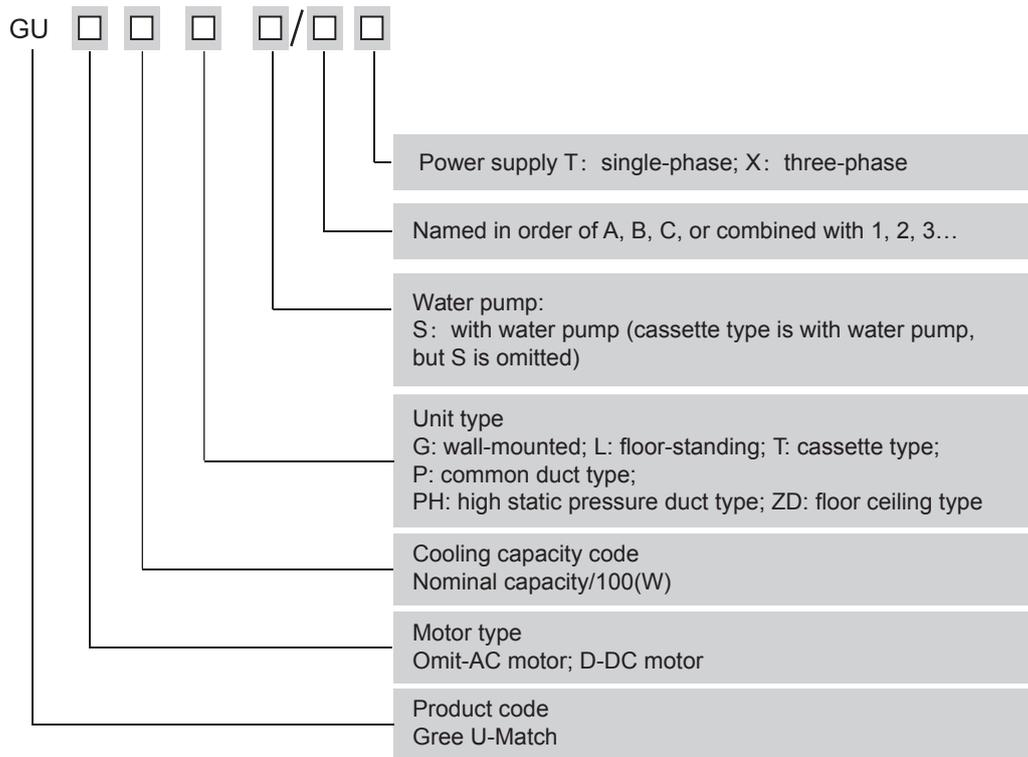 GU □ □ □ □/□ □
Power supply T：single-phase; X：three-phase
Named in order of A, B, C, or combined with 1, 2, 3…
Water pump:
S：with water pump (cassette type is with water pump,
but S is omitted)
Unit type
G: wall-mounted; L: floor-standing; T: cassette type;
P: common duct type;
PH: high static pressure duct type; ZD: floor ceiling type
Cooling capacity code
Nominal capacity/100(W)
Motor type
Omit-AC motor; D-DC motor
Product code
Gree U-Match